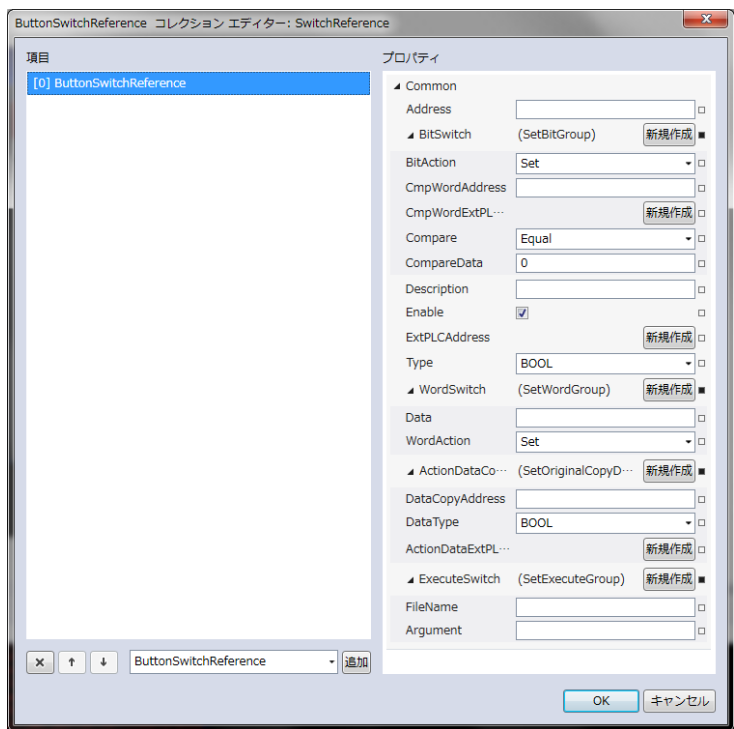 ButtonSwitchReference コレクション エディター: SwitchReference
項目
[0] ButtonSwitchReference
ButtonSwitchReference
追加
プロパティ
Common
Address
BitSwitch (SetBitGroup) 新規作成
BitAction Set
CmpWordAddress
CmpWordExtPL… 新規作成
Compare Equal
CompareData 0
Description
Enable
ExtPLCAddress 新規作成
Type BOOL
WordSwitch (SetWordGroup) 新規作成
Data
WordAction Set
ActionDataCo… (SetOriginalCopyD… 新規作成
DataCopyAddress
DataType BOOL
ActionDataExtPL… 新規作成
ExecuteSwitch (SetExecuteGroup) 新規作成
FileName
Argument
OK キャンセル